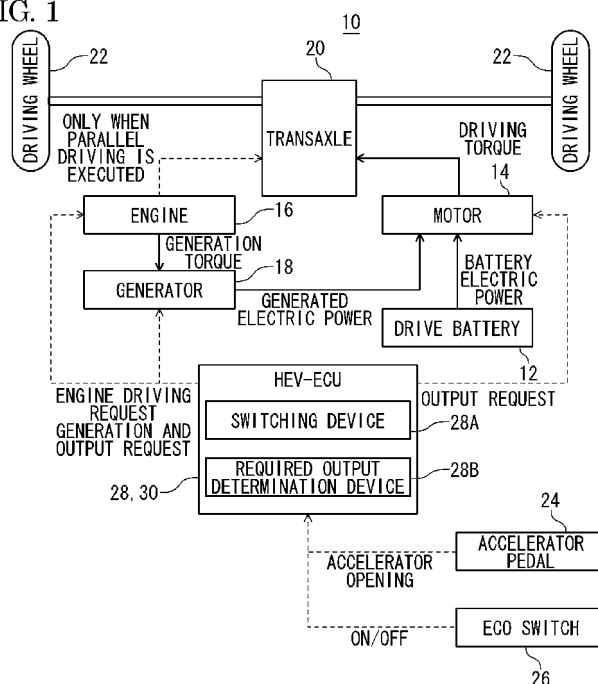 IG. 1
10
20
22
22
DRIVING WHEEL
DRIVING WHEEL
ONLY WHEN
PARALLEL
DRIVING IS
EXECUTED
TRANSAXLE
DRIVING
TORQUE
14
ENGINE
16
MOTOR
GENERATION
TORQUE
18
GENERATOR
GENERATED
ELECTRIC POWER
BATTERY
ELECTRIC
POWER
DRIVE BATTERY
12
HEV-ECU
ENGINE DRIVING
REQUEST
GENERATION AND
OUTPUT REQUEST
OUTPUT REQUEST
SWITCHING DEVICE
28A
REQUIRED OUTPUT
DETERMINATION DEVICE
28B
28, 30
24
ACCELERATOR
PEDAL
ACCELERATOR
OPENING
ON/OFF
ECO SWITCH
26